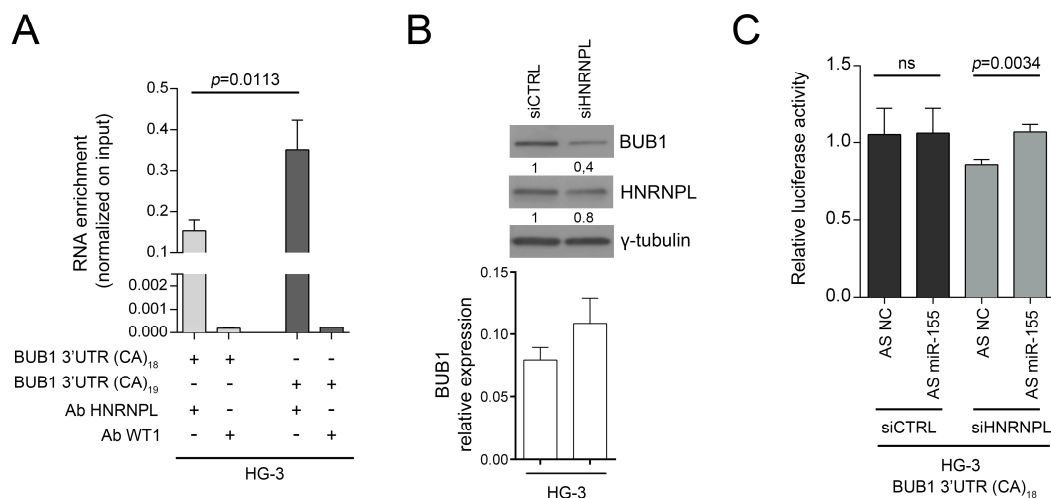 A
p=0.0113
RNA enrichment
(normalized on input)
0.5
0.4
0.3
0.2
0.1
0.002
0.001
0.001
0.000
BUB1 3'UTR (CA)18 + + - -
BUB1 3'UTR (CA)19 - - + +
Ab HNRNPL + - + -
Ab WT1 - + - +
HG-3
B
siCTRL
siHNRNPL
BUB1
1 0,4
HNRNPL
1 0.8
γ-tubulin
BUB1
relative expression
0.15
0.10
0.05
0.00
HG-3
C
ns
p=0.0034
Relative luciferase activity
1.5
1.0
0.5
0.0
AS NC
AS miR-155
AS NC
AS miR-155
siCTRL
siHNRNPL
HG-3
BUB1 3'UTR (CA)18